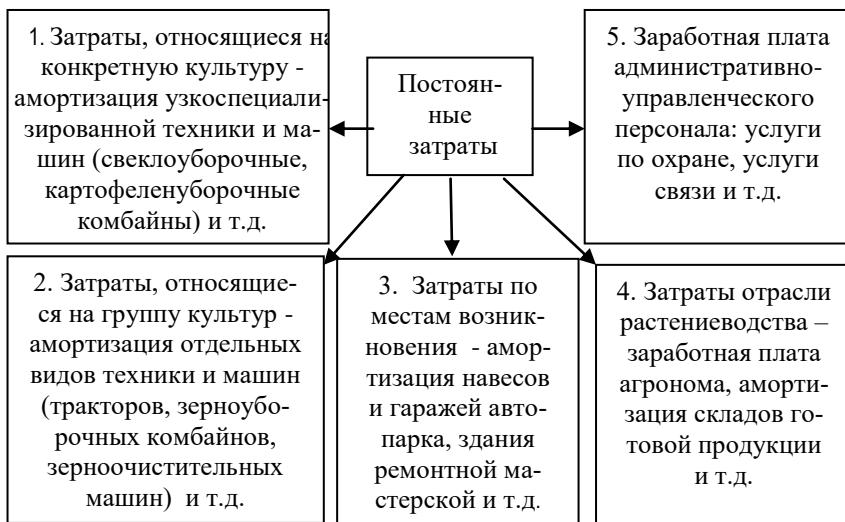 1. Затраты, относящиеся на
конкретную культуру -
амортизация узкоспециали-
зированной техники и ма-
шин (свеклоуборочные,
картофеленуборочные
комбайны) и т.д.
Постоян-
ные
затраты
5. Заработная плата
административно-
управленческого
персонала: услуги
по охране, услуги
связи и т.д.
2. Затраты, относящие-
ся на группу культур -
амортизация отдельных
видов техники и машин
(тракторов, зерноубо-
рочных комбайнов,
зерноочистительных
машин) и т.д.
3. Затраты по
местам возник-
новения - амор-
тизация навесов
и гаражей авто-
парка, здания
ремонтной ма-
стерской и т.д.
4. Затраты отрасли
растениеводства –
заработная плата
агронома, аморти-
зация складов го-
товой продукции
и т.д.